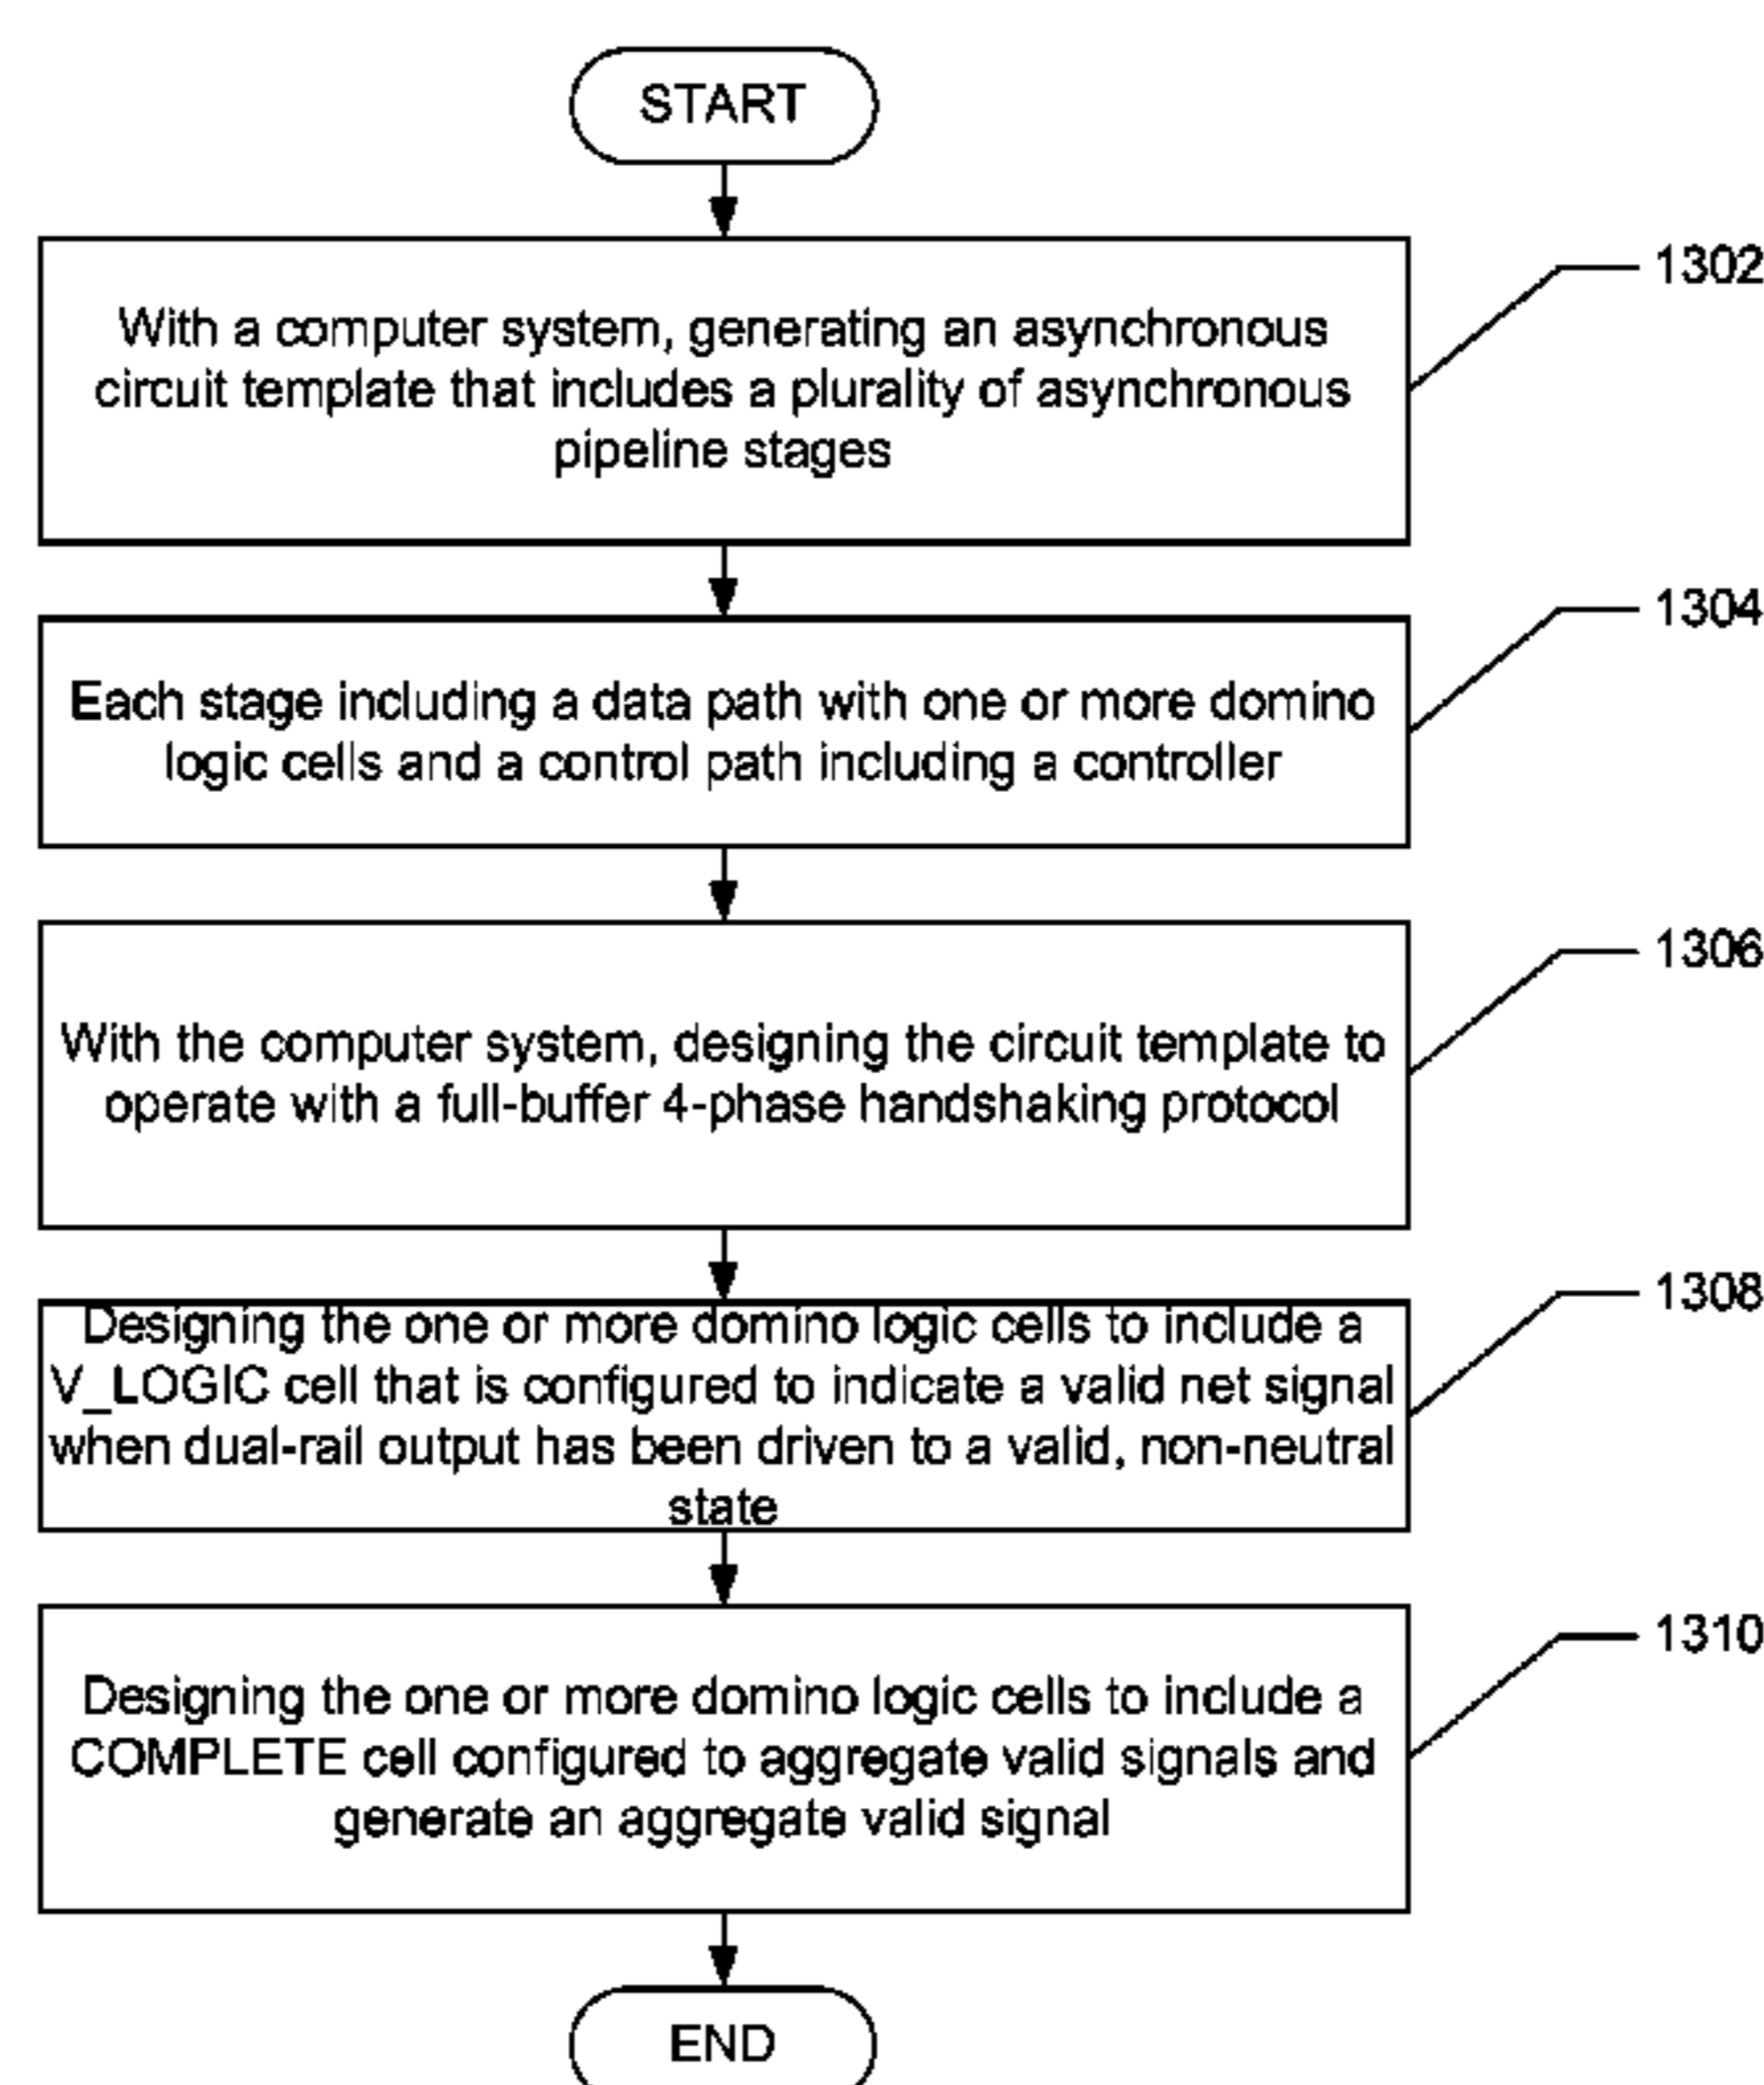 START
1302
With a computer system, generating an asynchronous
circuit template that includes a plurality of asynchronous
pipeline stages
1304
Each stage including a data path with one or more domino
logic cells and a control path including a controller
1306
With the computer system, designing the circuit template to
operate with a full-buffer 4-phase handshaking protocol
1308
Designing the one or more domino logic cells to include a
V_LOGIC cell that is configured to indicate a valid net signal
when dual-rail output has been driven to a valid, non-neutral
state
1310
Designing the one or more domino logic cells to include a
COMPLETE cell configured to aggregate valid signals and
generate an aggregate valid signal
END